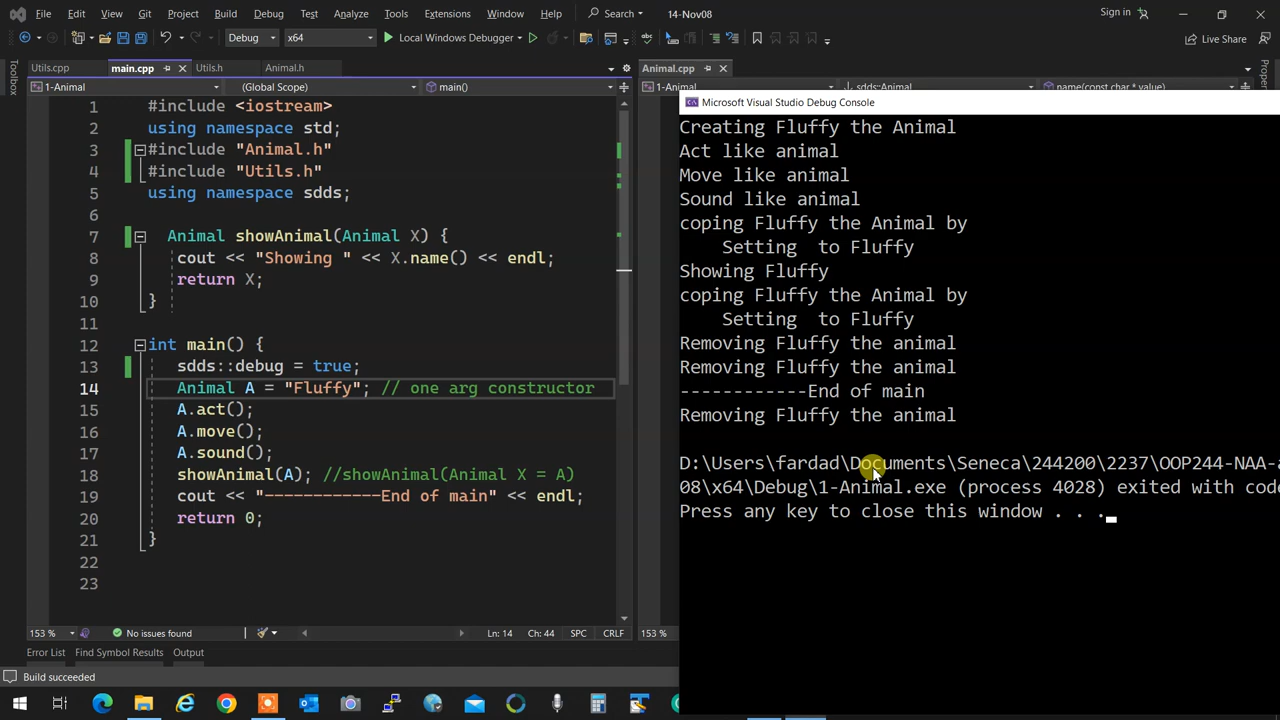 File Edit View Git Project Build Debug Test Analyze Tools Extensions Window Help Search 14-Nov08 Sign in
Debug x64 Local Windows Debugger Live Share
Toolbox
Utils.cpp main.cpp Utils.h Animal.h Animal.cpp
1-Animal (Global Scope) main() 1-Animal sdds::Animal name(const char * value)
Microsoft Visual Studio Debug Console
1 #include <iostream>
2 using namespace std;
3 #include "Animal.h"
4 #include "Utils.h"
5 using namespace sdds;
6
7 Animal showAnimal(Animal X) {
8 cout << "Showing " << X.name() << endl;
9 return X;
10 }
11
12 int main() {
13 sdds::debug = true;
14 Animal A = "Fluffy"; // one arg constructor
15 A.act();
16 A.move();
17 A.sound();
18 showAnimal(A); //showAnimal(Animal X = A)
19 cout << "------------End of main" << endl;
20 return 0;
21 }
22
23
Creating Fluffy the Animal
Act like animal
Move like animal
Sound like animal
coping Fluffy the Animal by
Setting  to Fluffy
Showing Fluffy
coping Fluffy the Animal by
Setting  to Fluffy
Removing Fluffy the animal
Removing Fluffy the animal
------------End of main
Removing Fluffy the animal
D:\Users\fardad\Documents\Seneca\244200\2237\OOP244-NAA-
08\x64\Debug\1-Animal.exe (process 4028) exited with code
Press any key to close this window . . .
153 % No issues found Ln: 14 Ch: 44 SPC CRLF 153 %
Error List Find Symbol Results Output
Build succeeded